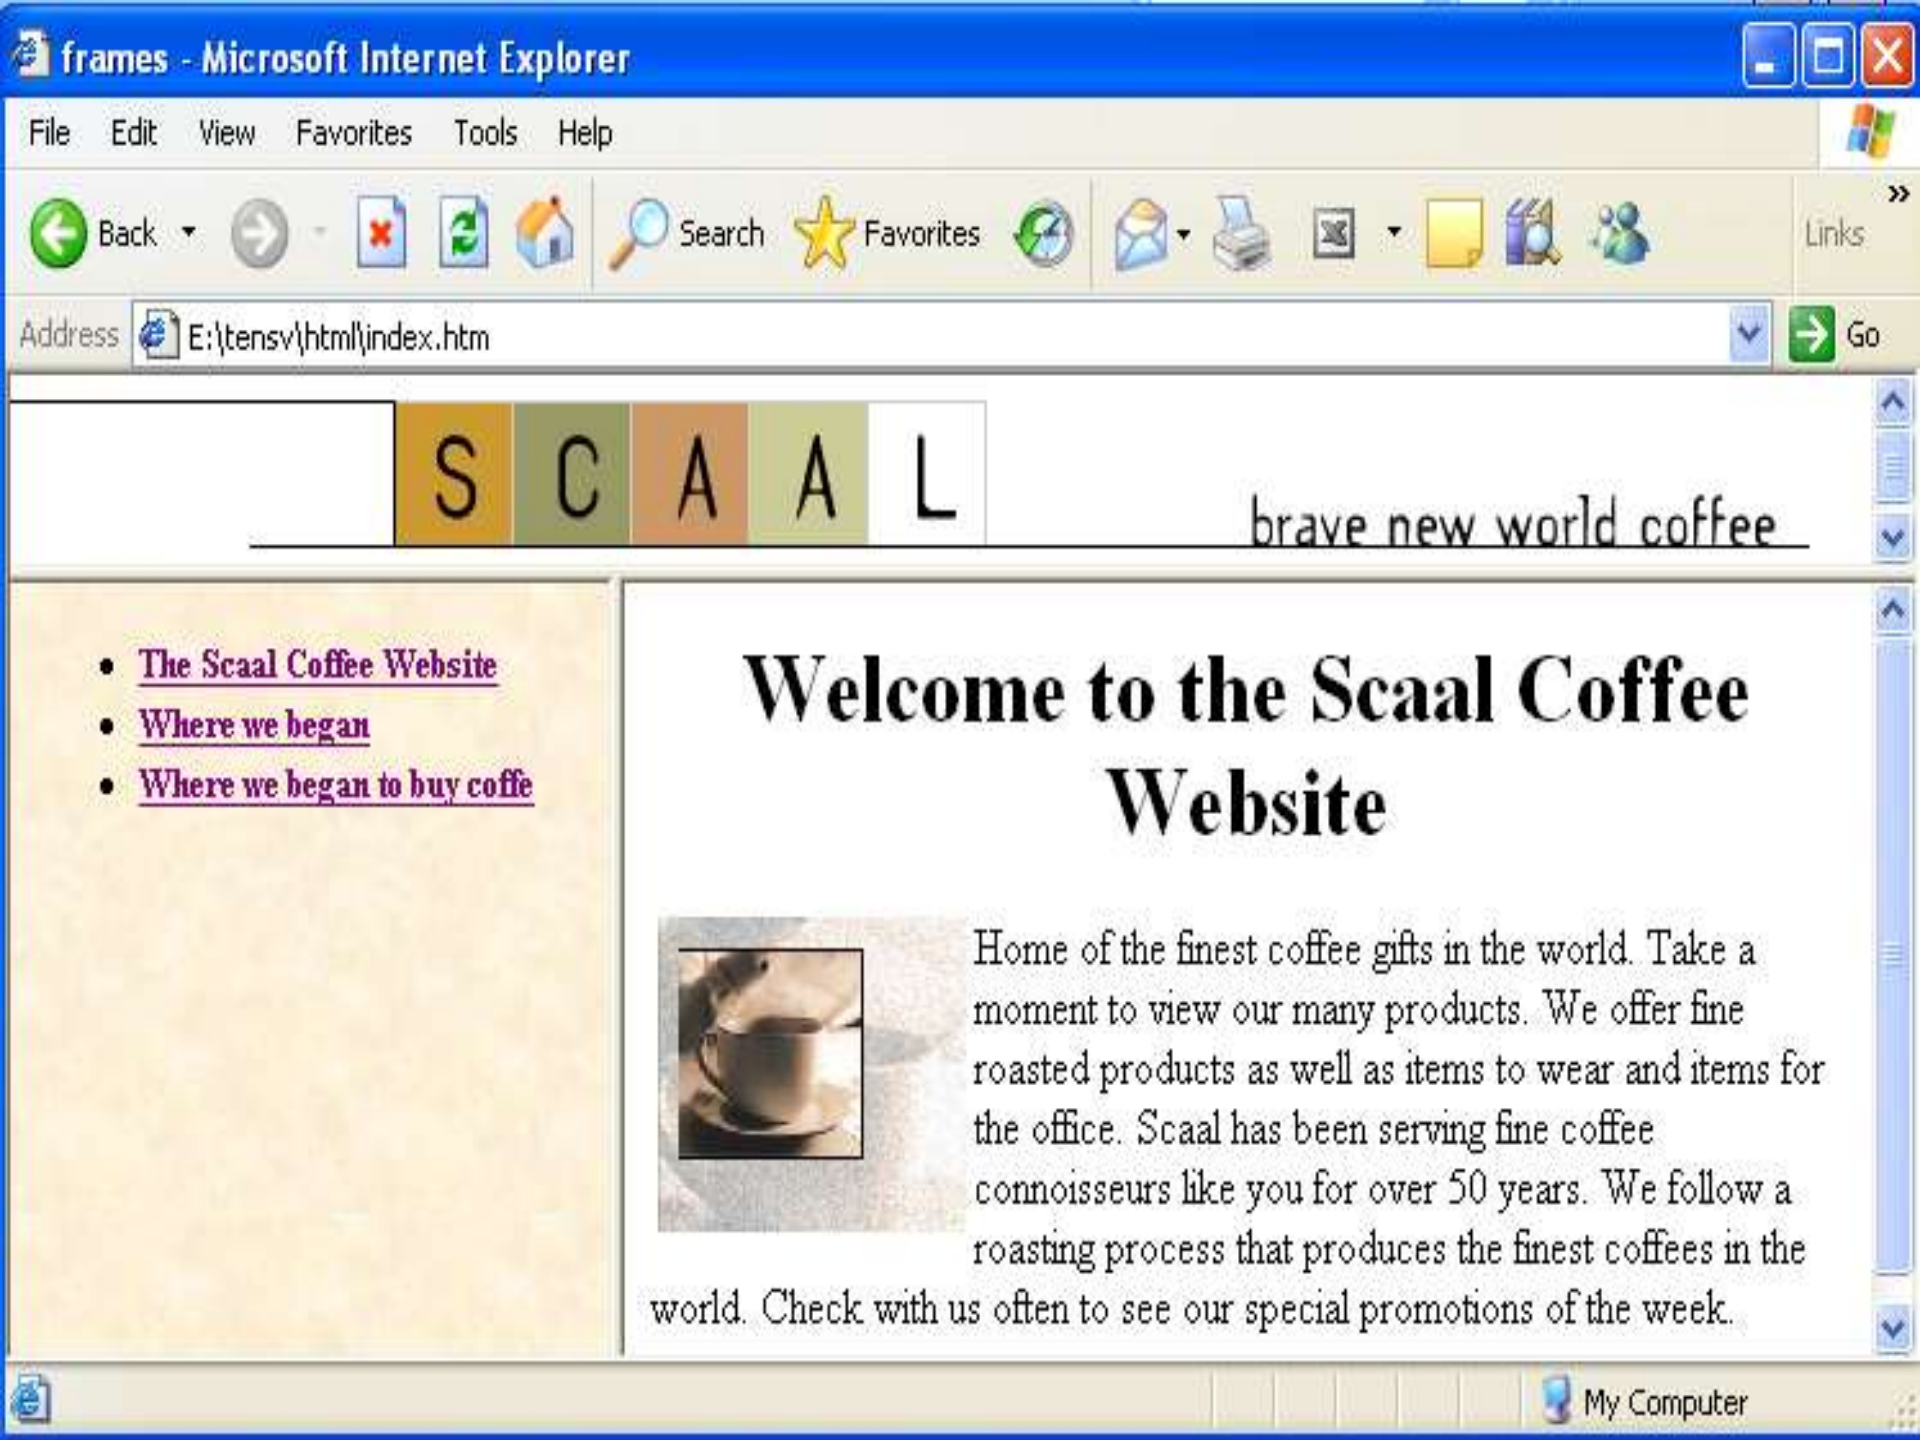 frames - Microsoft Internet Explorer
File Edit View Favorites Tools Help
Back Search Favorites Links »
Address E:\tensv\html\index.htm Go
S C A A L
brave new world coffee
The Scaal Coffee Website
Where we began
Where we began to buy coffe
Welcome to the Scaal Coffee
Website
Home of the finest coffee gifts in the world. Take a
moment to view our many products. We offer fine
roasted products as well as items to wear and items for
the office. Scaal has been serving fine coffee
connoisseurs like you for over 50 years. We follow a
roasting process that produces the finest coffees in the
world. Check with us often to see our special promotions of the week.
My Computer